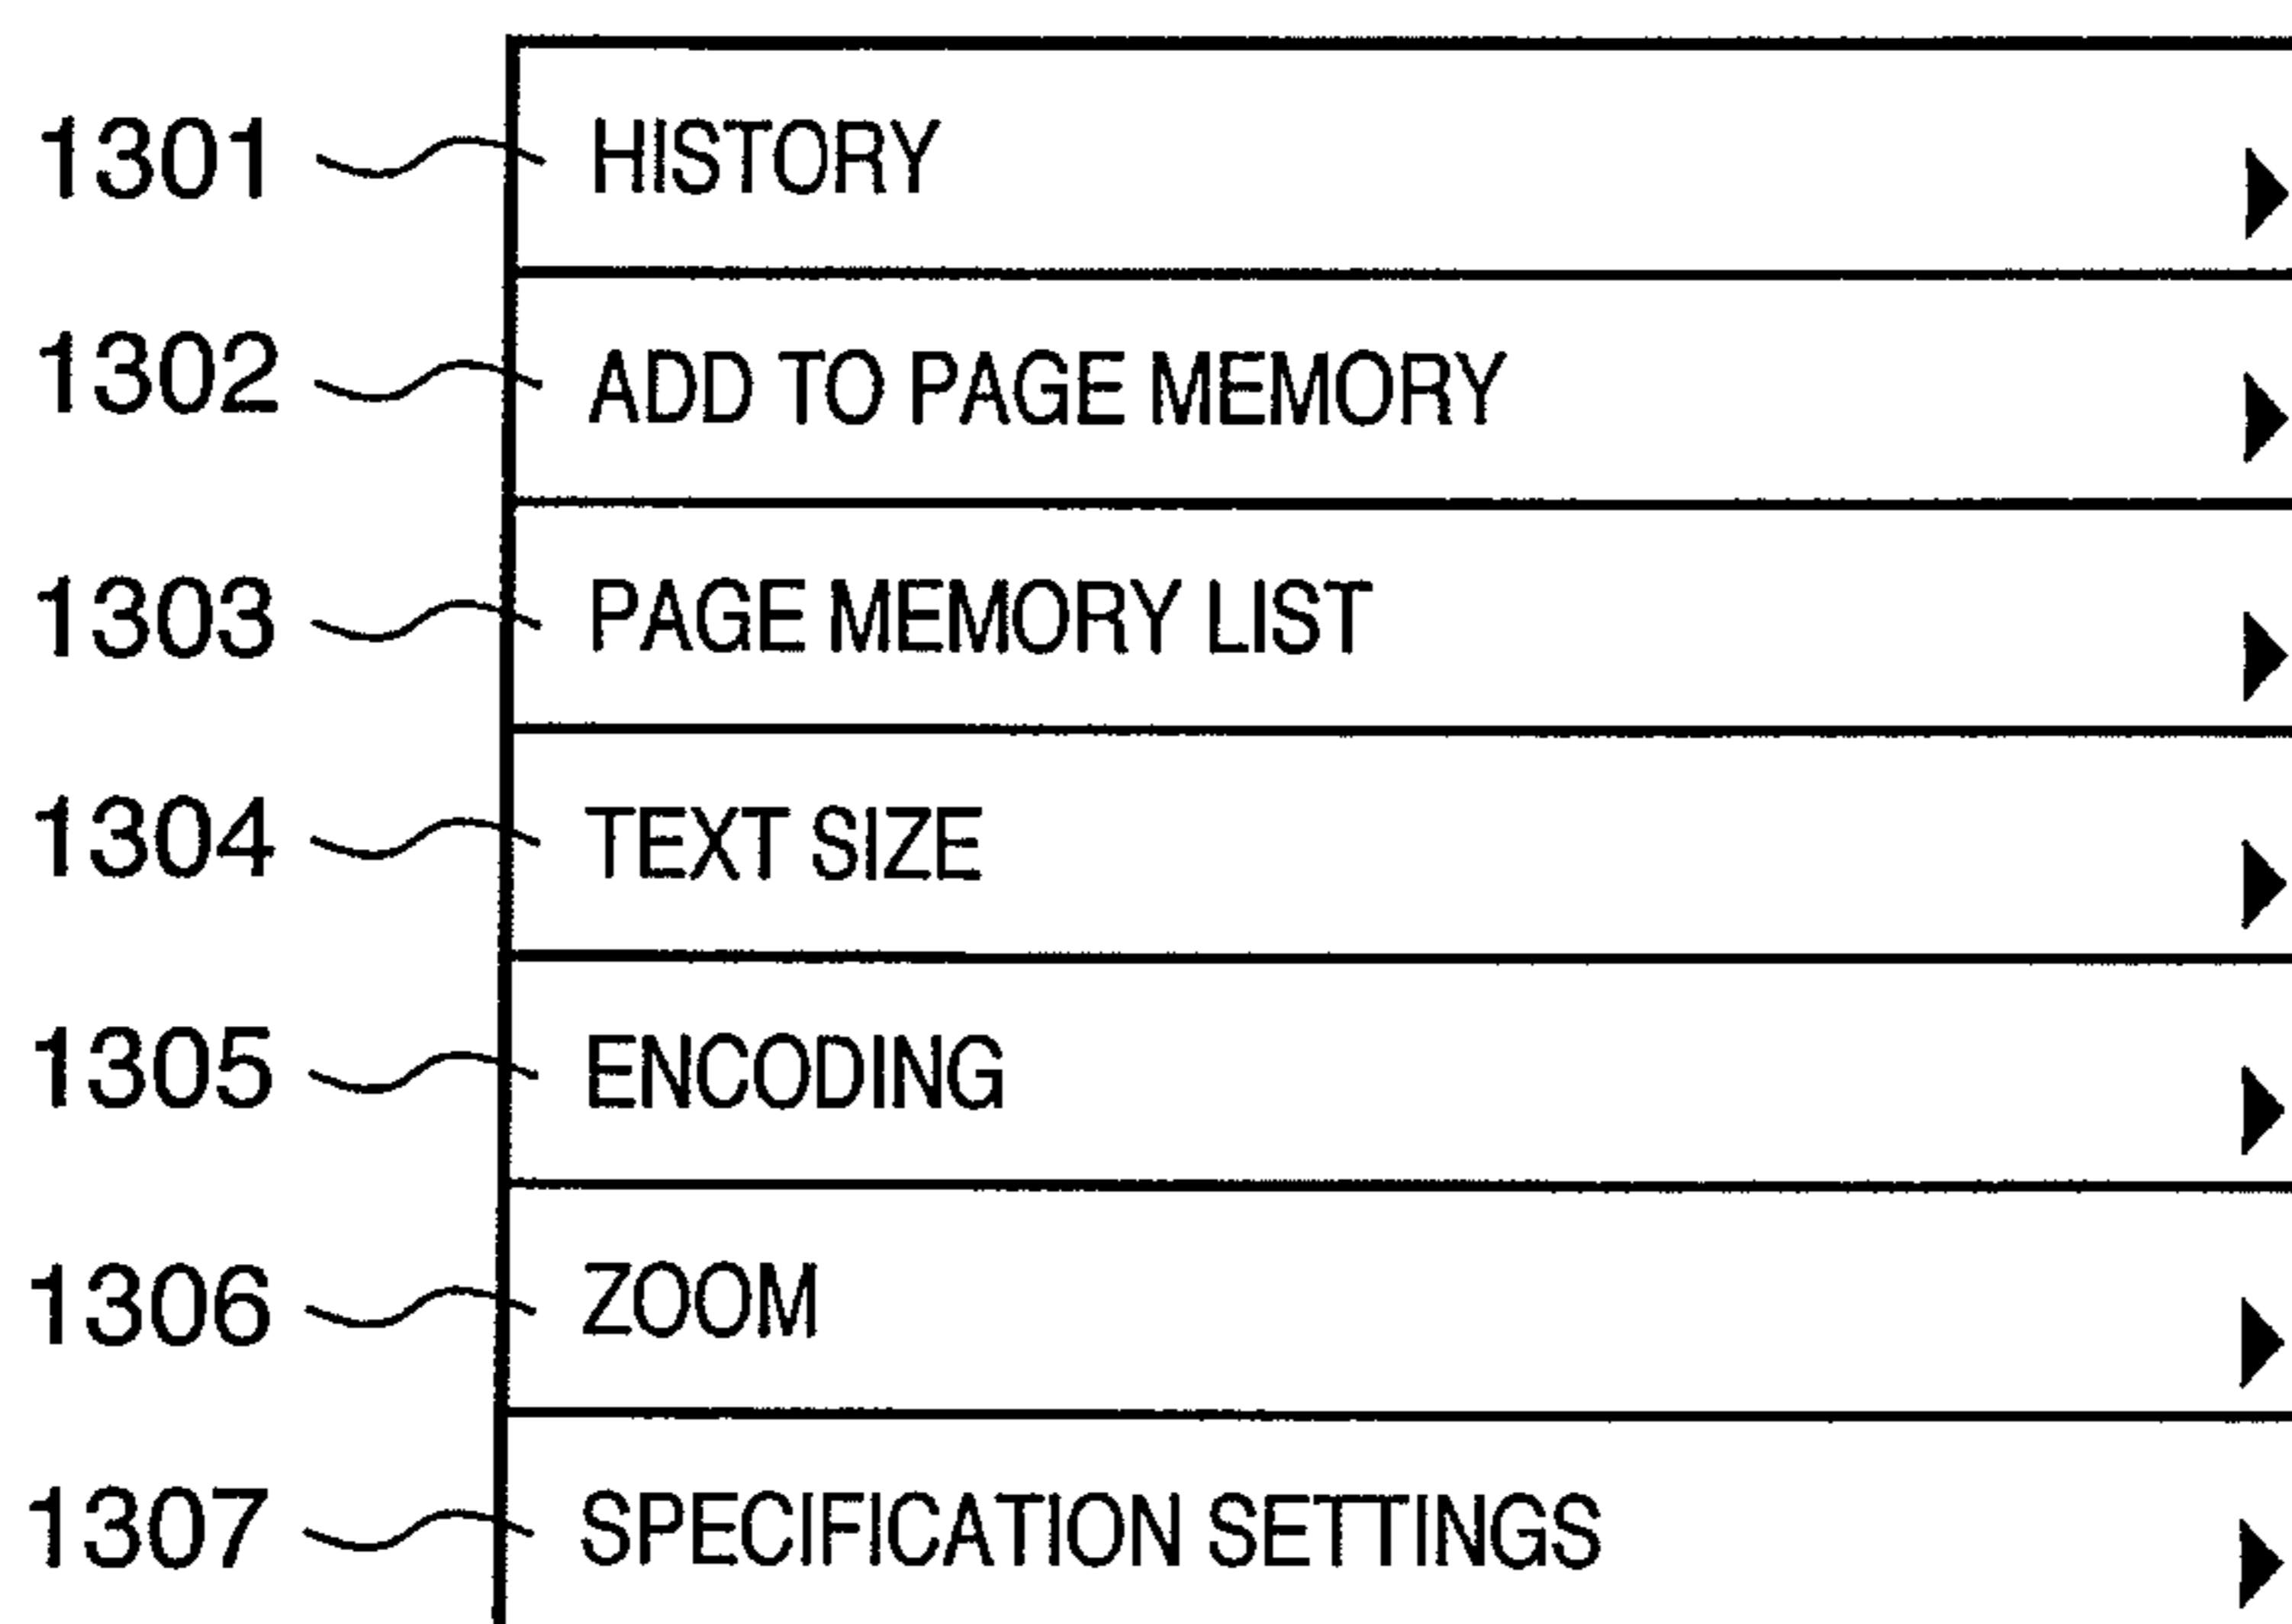 1301 HISTORY
1302 ADD TO PAGE MEMORY
1303 PAGE MEMORY LIST
1304 TEXT SIZE
1305 ENCODING
1306 ZOOM
1307 SPECIFICATION SETTINGS